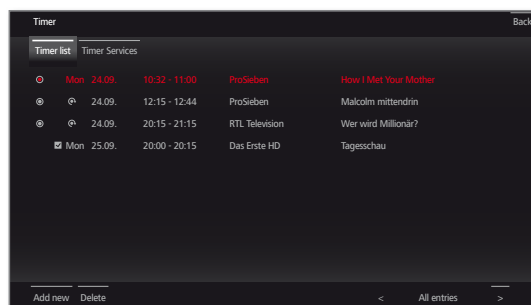 Timer Back
Timer list Timer Services
Mon 24.09. 10:32 - 11:00 ProSieben How I Met Your Mother
24.09. 12:15 - 12:44 ProSieben Malcolm mittendrin
24.09. 20:15 - 21:15 RTL Television Wer wird Millionär?
Mon 25.09. 20:00 - 20:15 Das Erste HD Tagesschau
Add new Delete < All entries >